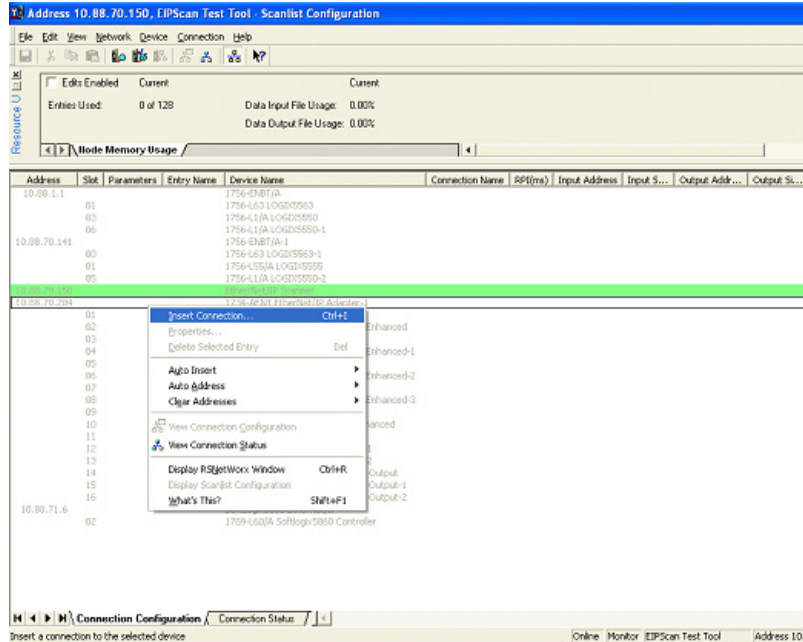 Address 10.88.70.150, EIPScan Test Tool - Scanlist Configuration
File Edit View Network Device Connection Help
Resource U
Edits Enabled Current Current
Entries Used: 0 of 128 Data Input File Usage: 0.00%
Data Output File Usage: 0.00%
Node Memory Usage
Address Slot Parameters Entry Name Device Name Connection Name RPI(ms) Input Address Input S... Output Addr... Output Si...
10.88.1.1 1756-ENBT/A
01 1756-L63 LOGIX5563
03 1756-L1/A LOGIX5550
06 1756-L1/A LOGIX5550-1
10.88.70.141 1756-ENBT/A-1
00 1756-L63 LOGIX5563-1
01 1756-L55/A LOGIX5555
05 1756-L1/A LOGIX5550-2
10.88.70.150 EtherNet/IP Scanner
10.88.70.204 1734-AENT EtherNet/IP Adapter-1
01 Insert Connection... Ctrl+I
02 Properties... Enhanced
03 Delete Selected Entry Del
04 Enhanced-1
05 Auto Insert
06 Auto Address Enhanced-2
07 Clear Addresses
08 Enhanced-3
09
10 View Connection Configuration anced
11 View Connection Status
12
13 Display RSNetWorx Window Ctrl+R
14 Display Scanlist Configuration Output
15 What's This? Shift+F1 Output-1
16 Output-2
10.88.71.6
02 1789-L60/A Softlogix5860 Controller
Connection Configuration Connection Status
Insert a connection to the selected device Online Monitor EIPScan Test Tool Address 10